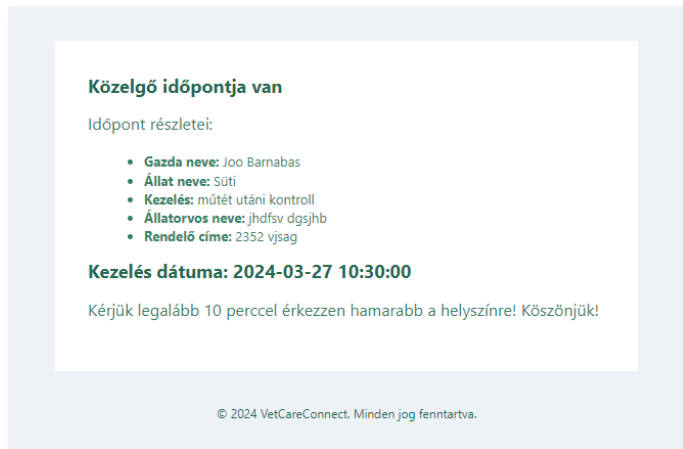 Közelgő időpontja van
Időpont részletei:
• Gazda neve: Joo Barnabas
• Állat neve: Süti
• Kezelés: műtét utáni kontroll
• Állatorvos neve: jhdfsv dgsjhb
• Rendelő címe: 2352 vjsag
Kezelés dátuma: 2024-03-27 10:30:00
Kérjük legalább 10 perccel érkezzen hamarabb a helyszínre! Köszönjük!
© 2024 VetCareConnect. Minden jog fenntartva.